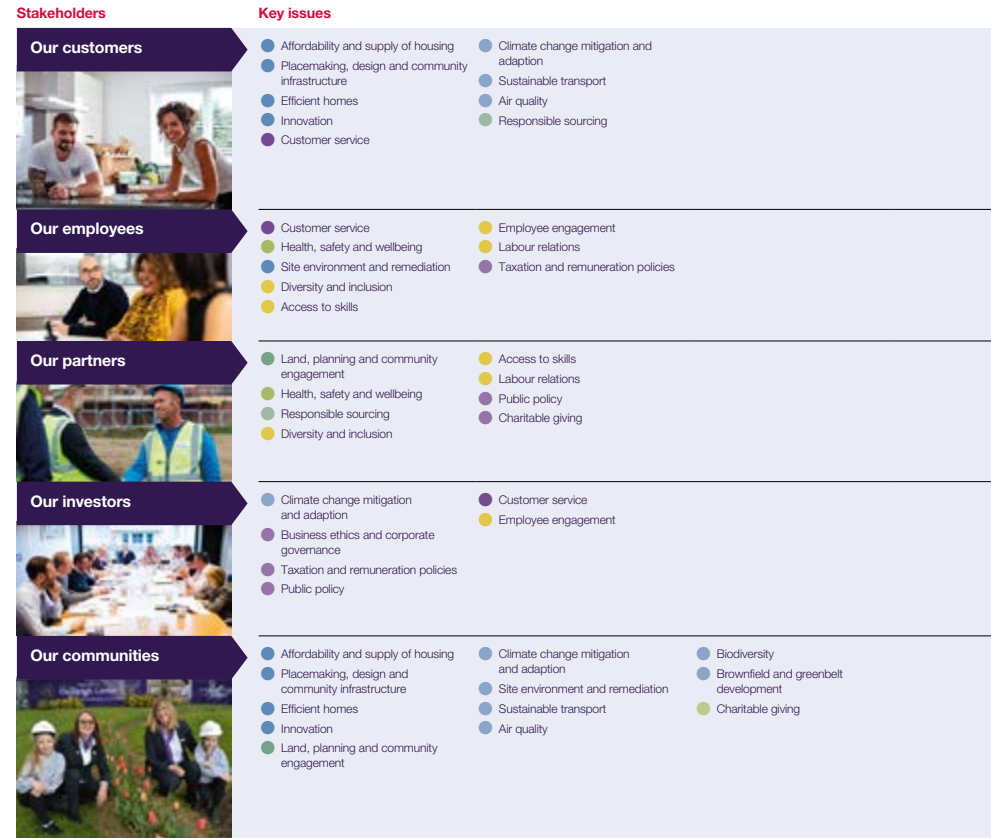 Stakeholders
Key issues
Our customers
Affordability and supply of housing
Placemaking, design and community
infrastructure
Efficient homes
Innovation
Customer service
Climate change mitigation and
adaption
Sustainable transport
Air quality
Responsible sourcing
Our employees
Customer service
Health, safety and wellbeing
Site environment and remediation
Diversity and inclusion
Access to skills
Employee engagement
Labour relations
Taxation and remuneration policies
Our partners
Land, planning and community
engagement
Health, safety and wellbeing
Responsible sourcing
Diversity and inclusion
Access to skills
Labour relations
Public policy
Charitable giving
Our investors
Climate change mitigation
and adaption
Business ethics and corporate
governance
Taxation and remuneration policies
Public policy
Customer service
Employee engagement
Our communities
Affordability and supply of housing
Placemaking, design and
community infrastructure
Efficient homes
Innovation
Land, planning and community
engagement
Climate change mitigation
and adaption
Site environment and remediation
Sustainable transport
Air quality
Biodiversity
Brownfield and greenbelt
development
Charitable giving